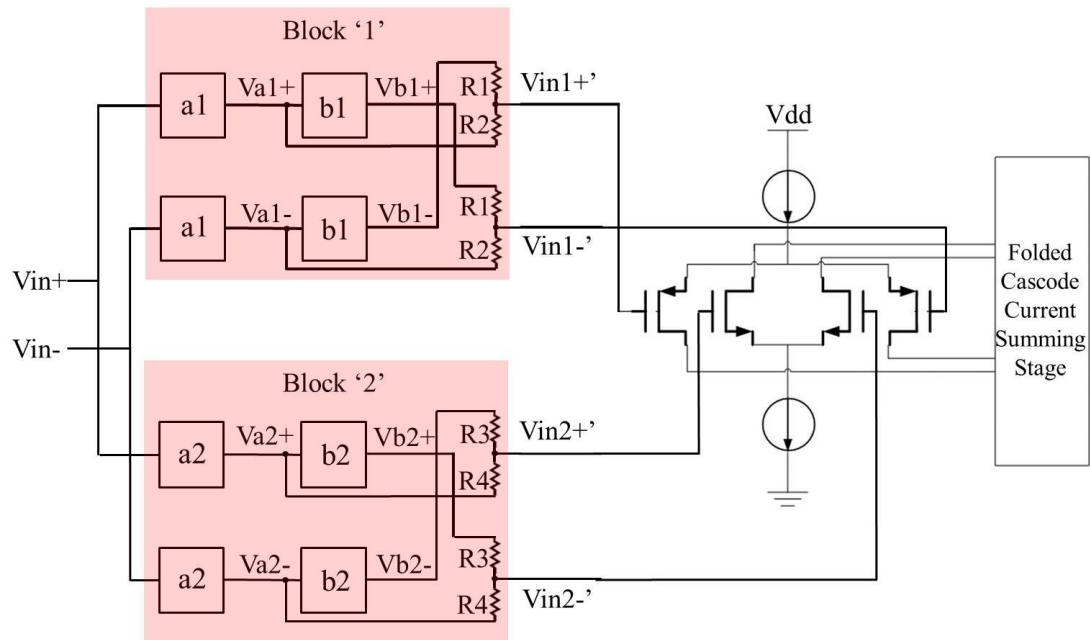 Block ‘1’
Va1+
Vb1+
a1
b1
R1
R2
Vin1+’
Va1-
Vb1-
a1
b1
R1
R2
Vin1-’
Vdd
Vin+
Vin-
Folded
Cascode
Current
Summing
Stage
Block ‘2’
Va2+
Vb2+
a2
b2
R3
R4
Vin2+’
Va2-
Vb2-
a2
b2
R3
R4
Vin2-’